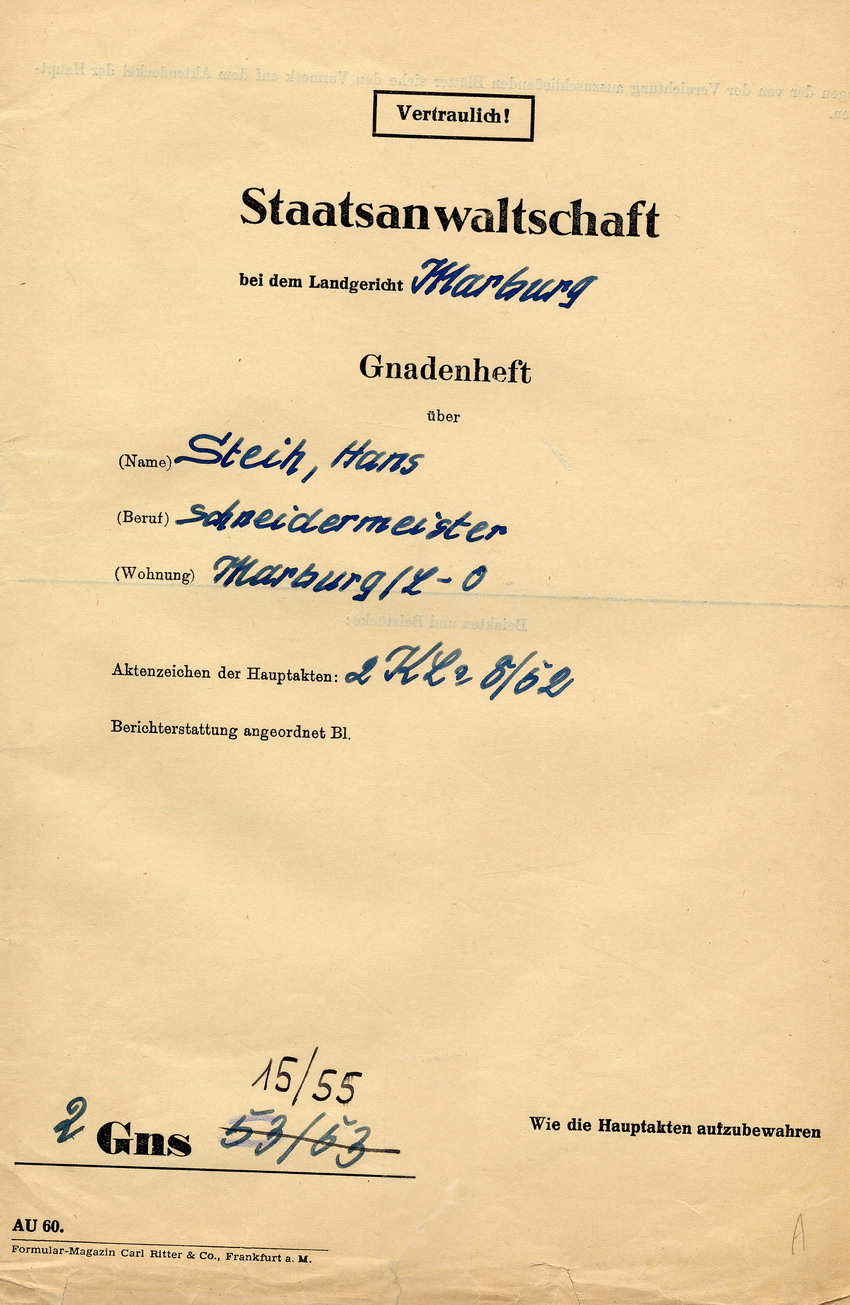 Vertraulich!
Staatsanwaltschaft
bei dem Landgericht Marburg
Gnadenheft
über
(Name) Steih, Hans
(Beruf) Schneidermeister
(Wohnung) Marburg/L-O
Aktenzeichen der Hauptakten: 2 KLs 8/52
Berichterstattung angeordnet Bl.
15/55
2 Gns 53/53
Wie die Hauptakten aufzubewahren
AU 60.
Formular-Magazin Carl Ritter & Co., Frankfurt a. M.
A